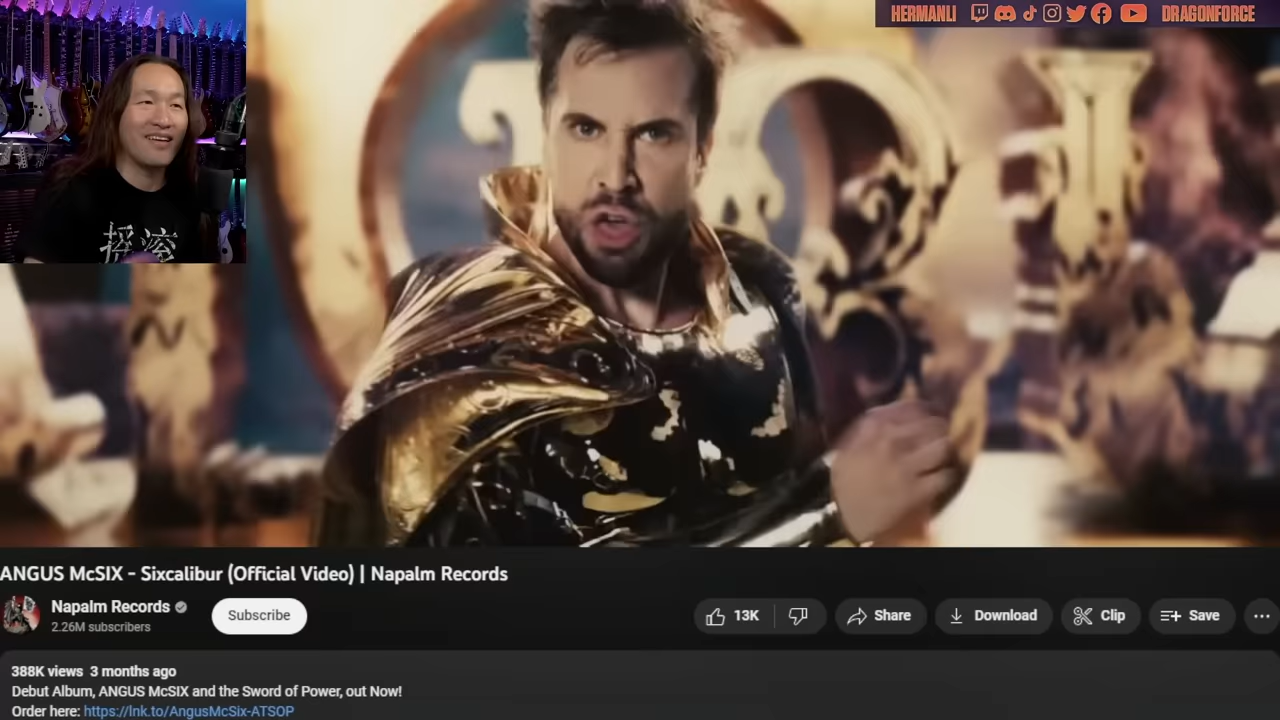 HERMANLI DRAGONFORCE
摇滚
ANGUS McSIX - Sixcalibur (Official Video) | Napalm Records
Napalm Records
2.26M subscribers
Subscribe
13K
Share
Download
Clip
Save
388K views 3 months ago
Debut Album, ANGUS McSIX and the Sword of Power, out Now!
Order here: https://lnk.to/AngusMcSix-ATSOP